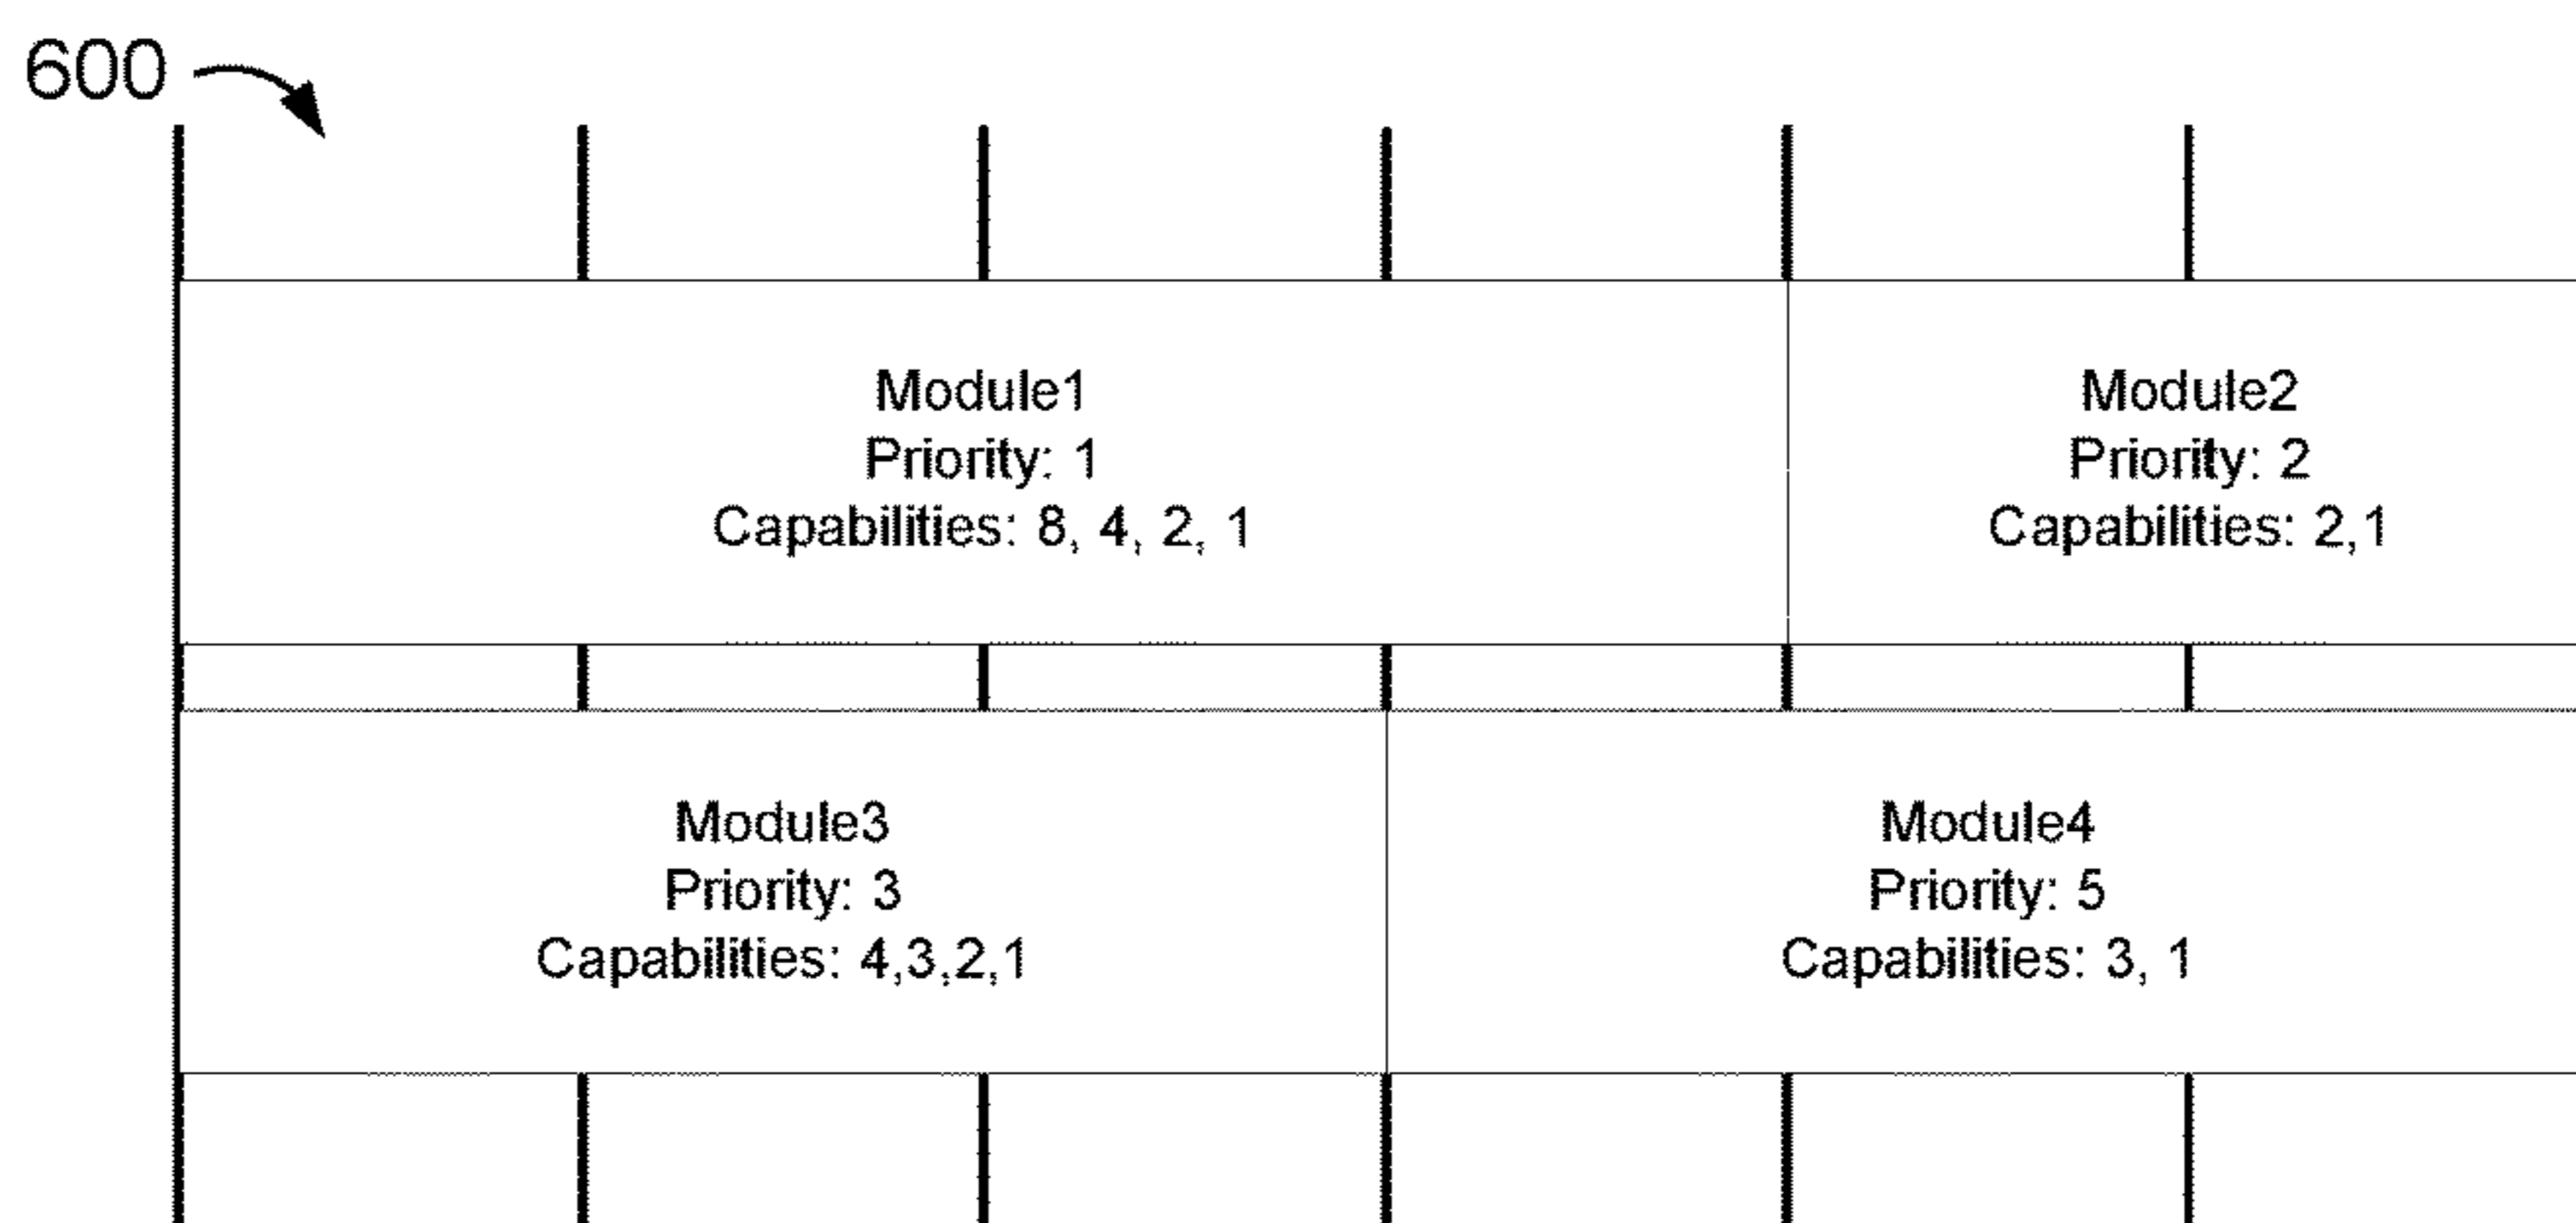 600
Module1
Priority: 1
Capabilities: 8, 4, 2, 1
Module2
Priority: 2
Capabilities: 2,1
Module3
Priority: 3
Capabilities: 4,3,2,1
Module4
Priority: 5
Capabilities: 3, 1